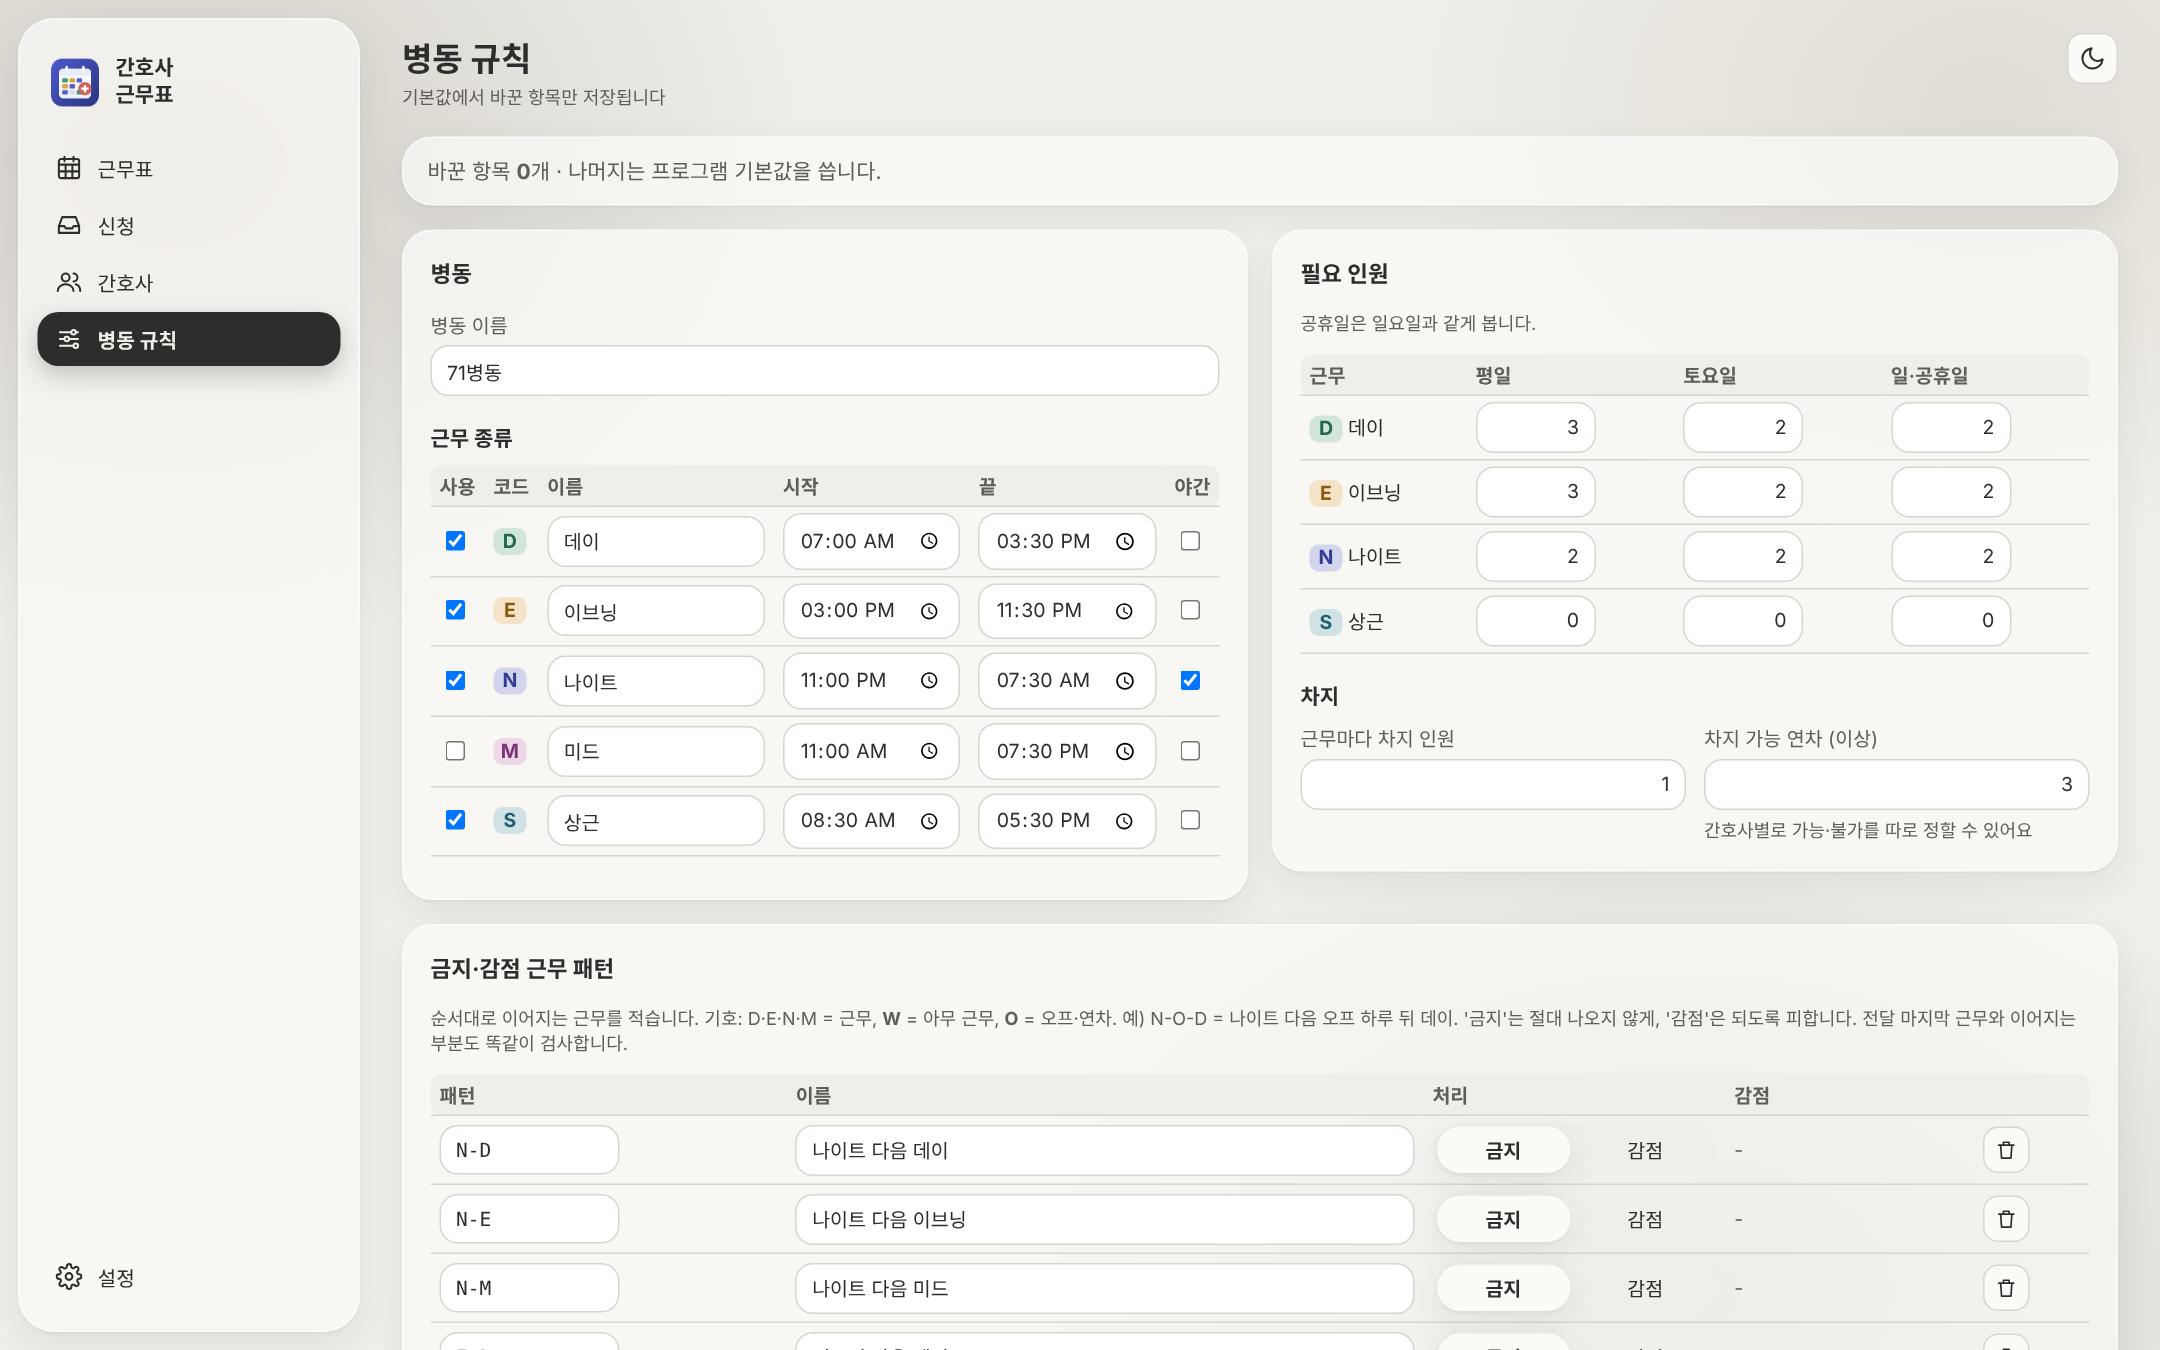 간호사
근무표
근무표
신청
간호사
병동 규칙
설정
병동 규칙
기본값에서 바꾼 항목만 저장됩니다
바꾼 항목 0개 · 나머지는 프로그램 기본값을 씁니다.
병동
병동 이름
71병동
근무 종류
사용 코드 이름 시작 끝 야간
D 데이 07:00 AM 03:30 PM
E 이브닝 03:00 PM 11:30 PM
N 나이트 11:00 PM 07:30 AM
M 미드 11:00 AM 07:30 PM
S 상근 08:30 AM 05:30 PM
필요 인원
공휴일은 일요일과 같게 봅니다.
근무 평일 토요일 일·공휴일
D 데이 3 2 2
E 이브닝 3 2 2
N 나이트 2 2 2
S 상근 0 0 0
차지
근무마다 차지 인원 차지 가능 연차 (이상)
1 3
간호사별로 가능·불가를 따로 정할 수 있어요
금지·감점 근무 패턴
순서대로 이어지는 근무를 적습니다. 기호: D·E·N·M = 근무, W = 아무 근무, O = 오프·연차. 예) N-O-D = 나이트 다음 오프 하루 뒤 데이. '금지'는 절대 나오지 않게, '감점'은 되도록 피합니다. 전달 마지막 근무와 이어지는
부분도 똑같이 검사합니다.
패턴 이름 처리 감점
N-D 나이트 다음 데이 금지 감점 -
N-E 나이트 다음 이브닝 금지 감점 -
N-M 나이트 다음 미드 금지 감점 -